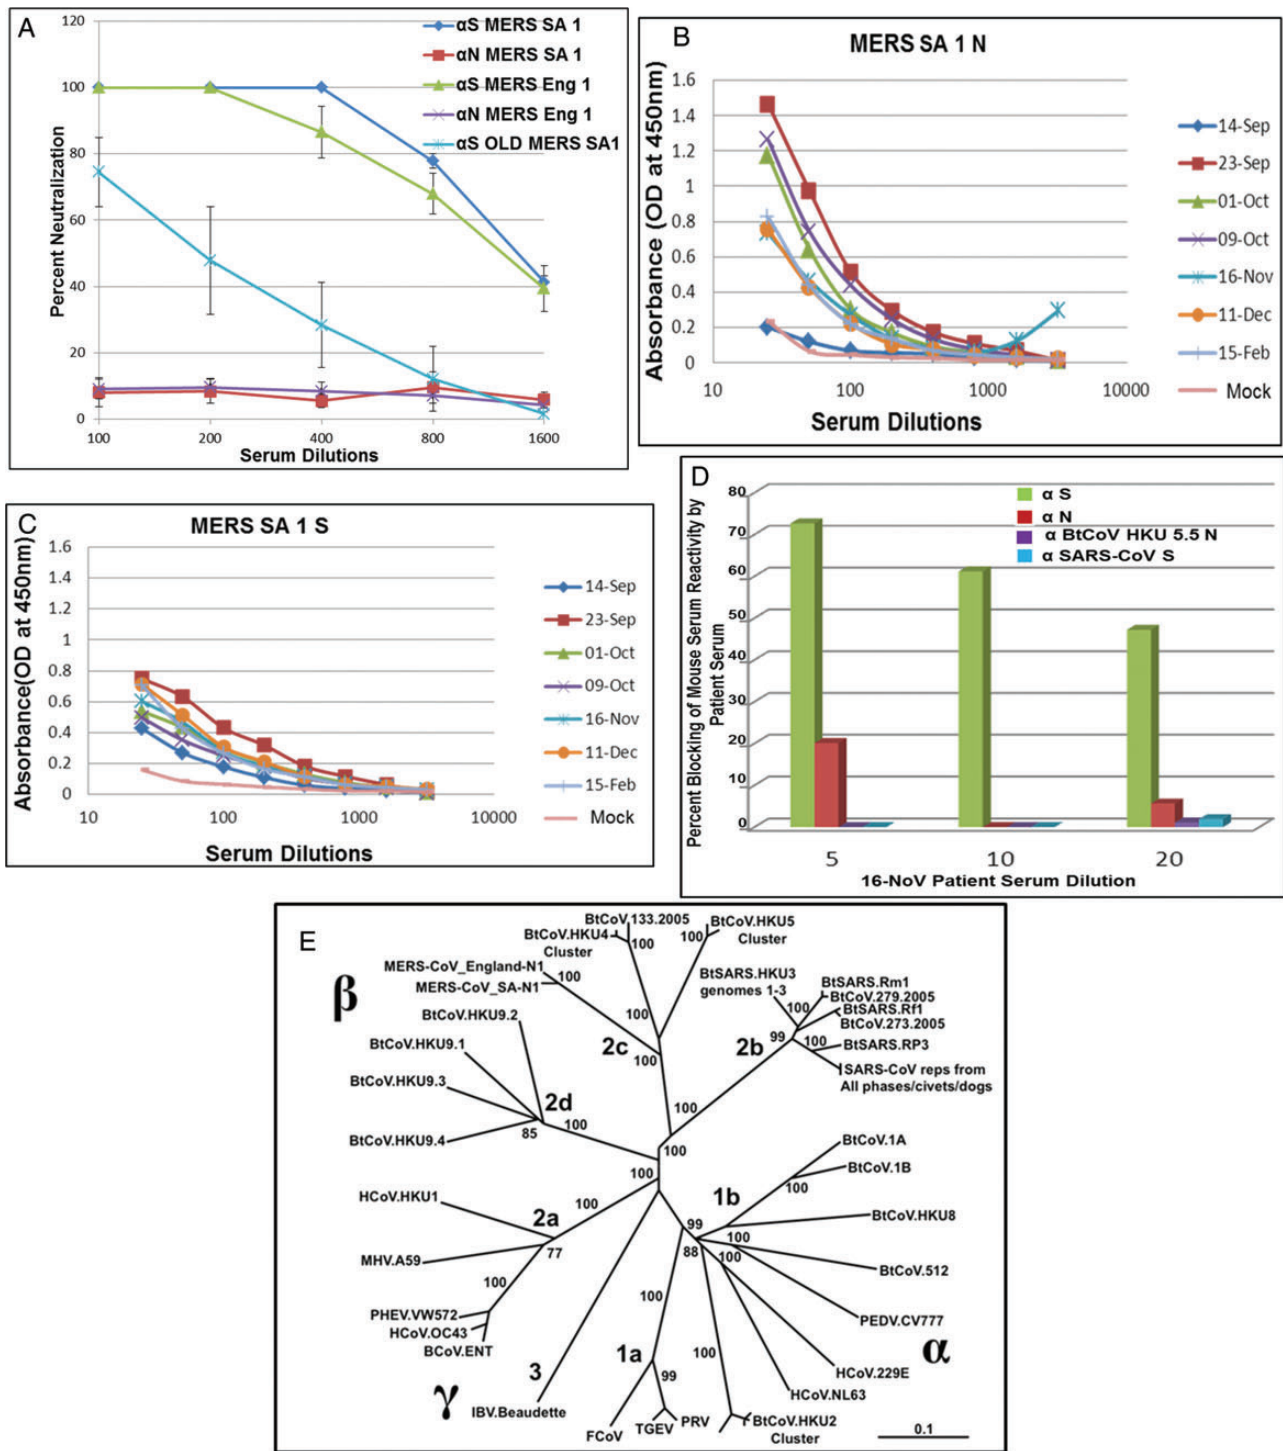 A
120
100
80
60
40
20
0
Percent Neutralization
100 200 400 800 1600
Serum Dilutions
αS MERS SA 1
αN MERS SA 1
αS MERS Eng 1
αN MERS Eng 1
αS OLD MERS SA1
B
MERS SA 1 N
1.6
1.4
1.2
1
0.8
0.6
0.4
0.2
0
Absorbance (OD at 450nm)
10 100 1000 10000
Serum Dilutions
14-Sep
23-Sep
01-Oct
09-Oct
16-Nov
11-Dec
15-Feb
Mock
C
MERS SA 1 S
1.6
1.4
1.2
1
0.8
0.6
0.4
0.2
0
Absorbance(OD at 450nm)
10 100 1000 10000
Serum Dilutions
14-Sep
23-Sep
01-Oct
09-Oct
16-Nov
11-Dec
15-Feb
Mock
D
80
70
60
50
40
30
20
10
0
Percent Blocking of Mouse Serum Reactivity by
Patient Serum
α S
α N
α BtCoV HKU 5.5 N
α SARS-CoV S
5 10 20
16-NoV Patient Serum Dilution
E
β
BtCoV.133.2005
BtCoV.HKU4
Cluster
100
BtCoV.HKU5
Cluster
100
MERS-CoV_England-N1
100
MERS-CoV_SA-N1
BtSARS.HKU3
genomes 1-3
BtSARS.Rm1
BtCoV.279.2005
BtSARS.Rf1
BtCoV.273.2005
100
BtSARS.RP3
100
99
SARS-CoV reps from
All phases/civets/dogs
BtCoV.HKU9.2
100
2c
100
2b
BtCoV.HKU9.1
BtCoV.HKU9.3
2d
100
85
100
BtCoV.HKU9.4
100
100
BtCoV.1A
BtCoV.1B
100
HCoV.HKU1
100
2a
77
1b
99
BtCoV.HKU8
88
100
100
MHV.A59
BtCoV.512
100
100
PHEV.VW572
HCoV.OC43
BCoV.ENT
PEDV.CV777
α
1a
100
99
3
HCoV.229E
HCoV.NL63
γ
IBV.Beaudette
FCoV
TGEV
PRV
BtCoV.HKU2
Cluster
0.1